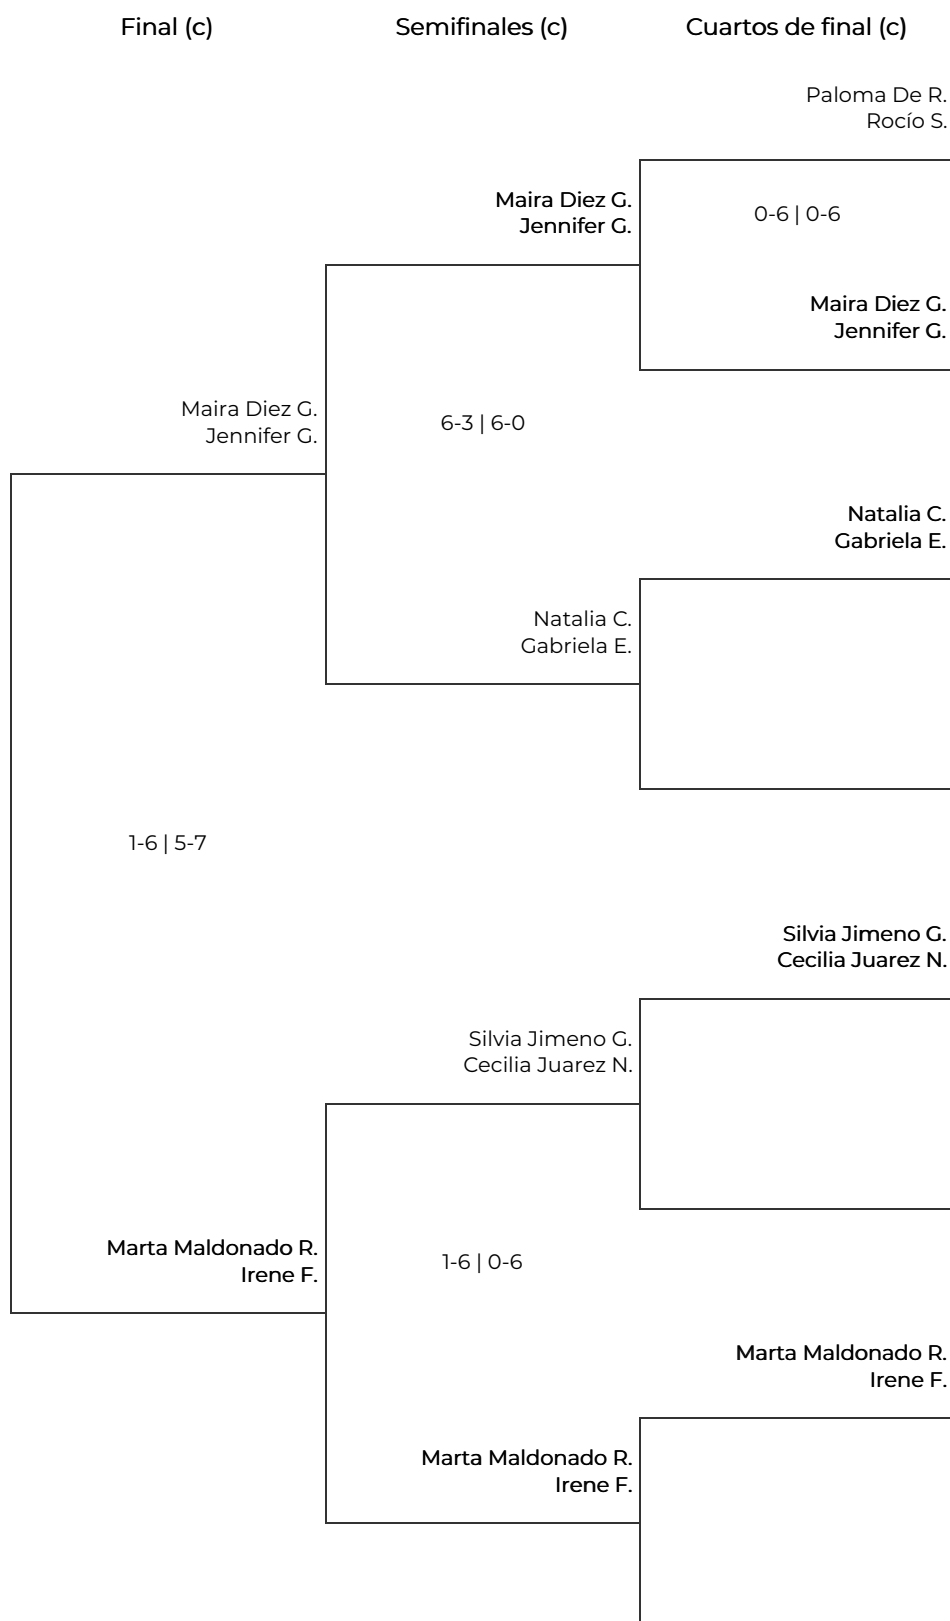 Final (c)
Semifinales (c)
Cuartos de final (c)
Paloma De R.
Rocío S.
Maira Diez G.
Jennifer G.
0-6 | 0-6
Maira Diez G.
Jennifer G.
Maira Diez G.
Jennifer G.
6-3 | 6-0
Natalia C.
Gabriela E.
Natalia C.
Gabriela E.
1-6 | 5-7
Silvia Jimeno G.
Cecilia Juarez N.
Silvia Jimeno G.
Cecilia Juarez N.
Marta Maldonado R.
Irene F.
1-6 | 0-6
Marta Maldonado R.
Irene F.
Marta Maldonado R.
Irene F.